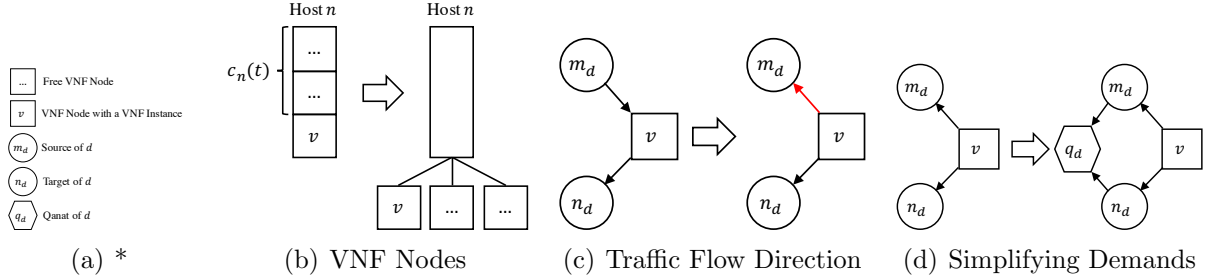 ... Free VNF Node
v VNF Node with a VNF Instance
m_d Source of d
n_d Target of d
q_d Qanat of d
(a) *
Host n
c_n(t)
...
...
v
Host n
v ... ...
(b) VNF Nodes
m_d
v
n_d
m_d
v
n_d
(c) Traffic Flow Direction
m_d
v
n_d
m_d
q_d
v
n_d
(d) Simplifying Demands